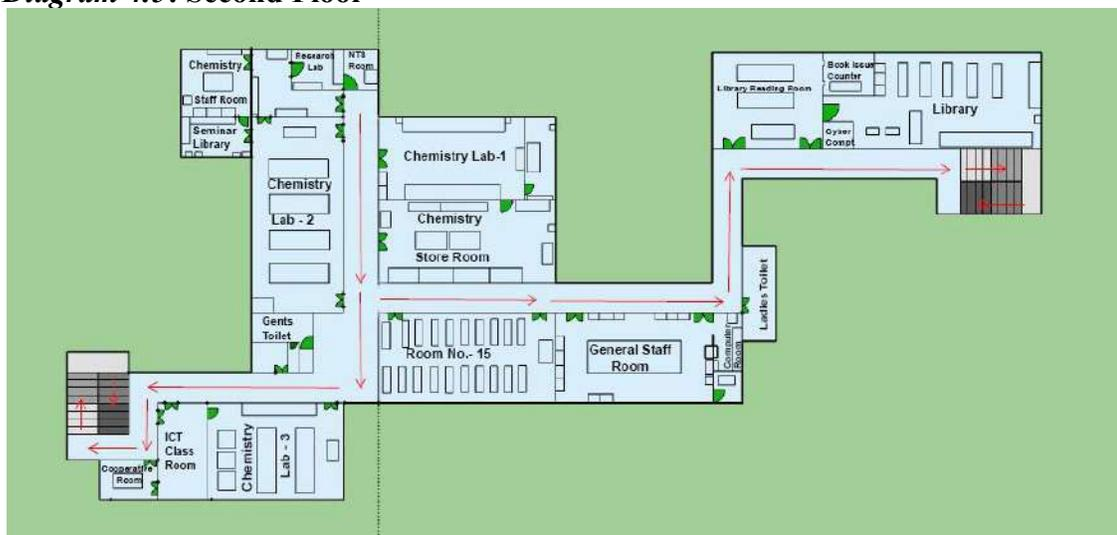 Diagram 4.3: Second Floor
Chemistry
Staff Room
Seminar
Library
Research
Lab
NTS
Room
Chemistry
Lab - 2
Chemistry Lab-1
Chemistry
Store Room
Gents
Toilet
Room No.- 15
General Staff
Room
Computer
Room
Ladies Toilet
Library Reading Room
Book Issue
Counter
Library
Cyber
Compt.
ICT
Class
Room
Chemistry
Lab - 3
Cooperative
Room